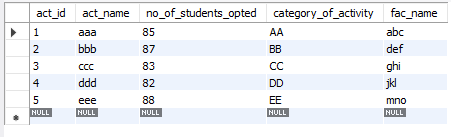 act_id act_name no_of_students_opted category_of_activity fac_name
1 aaa 85 AA abc
2 bbb 87 BB def
3 ccc 83 CC ghi
4 ddd 82 DD jkl
5 eee 88 EE mno
NULL NULL NULL NULL NULL